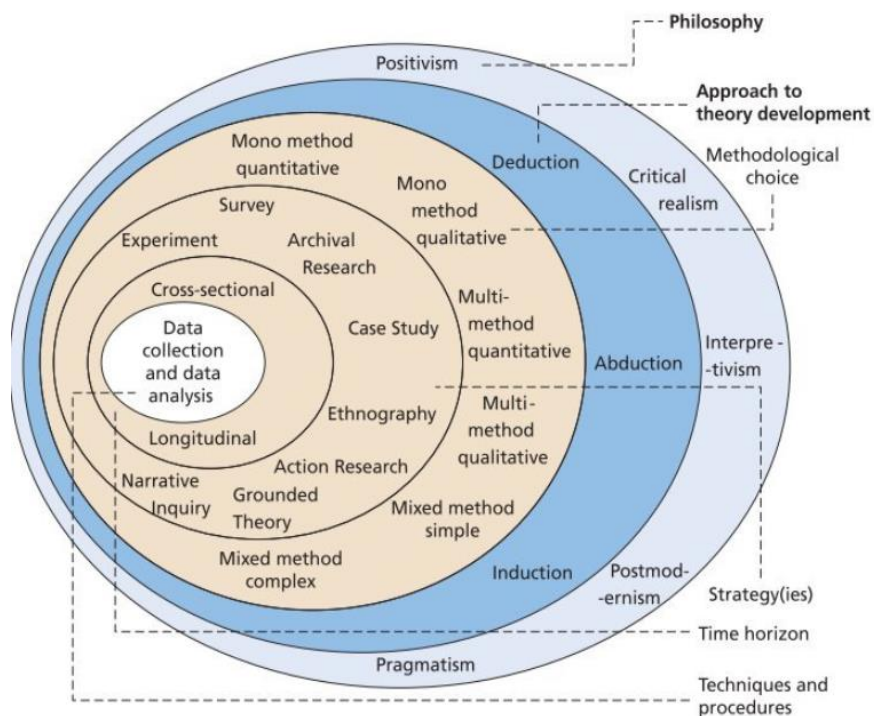 Philosophy
Positivism
Approach to
theory development
Mono method
quantitative
Deduction
Methodological
choice
Critical
realism
Mono
method
qualitative
Survey
Experiment
Archival
Research
Cross-sectional
Multi-
method
quantitative
Data
collection
and data
analysis
Case Study
Abduction
Interpre -
-tivism
Ethnography
Multi-
method
qualitative
Longitudinal
Action Research
Narrative
Inquiry
Grounded
Theory
Mixed method
simple
Mixed method
complex
Induction
Postmod-
-ernism
Strategy(ies)
Time horizon
Pragmatism
Techniques and
procedures